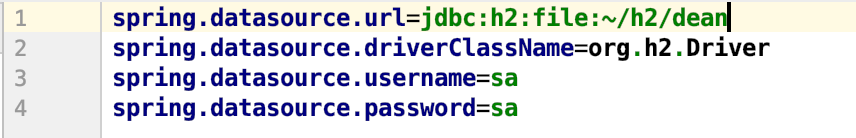 1 spring.datasource.url=jdbc:h2:file:~/h2/dean
2 spring.datasource.driverClassName=org.h2.Driver
3 spring.datasource.username=sa
4 spring.datasource.password=sa